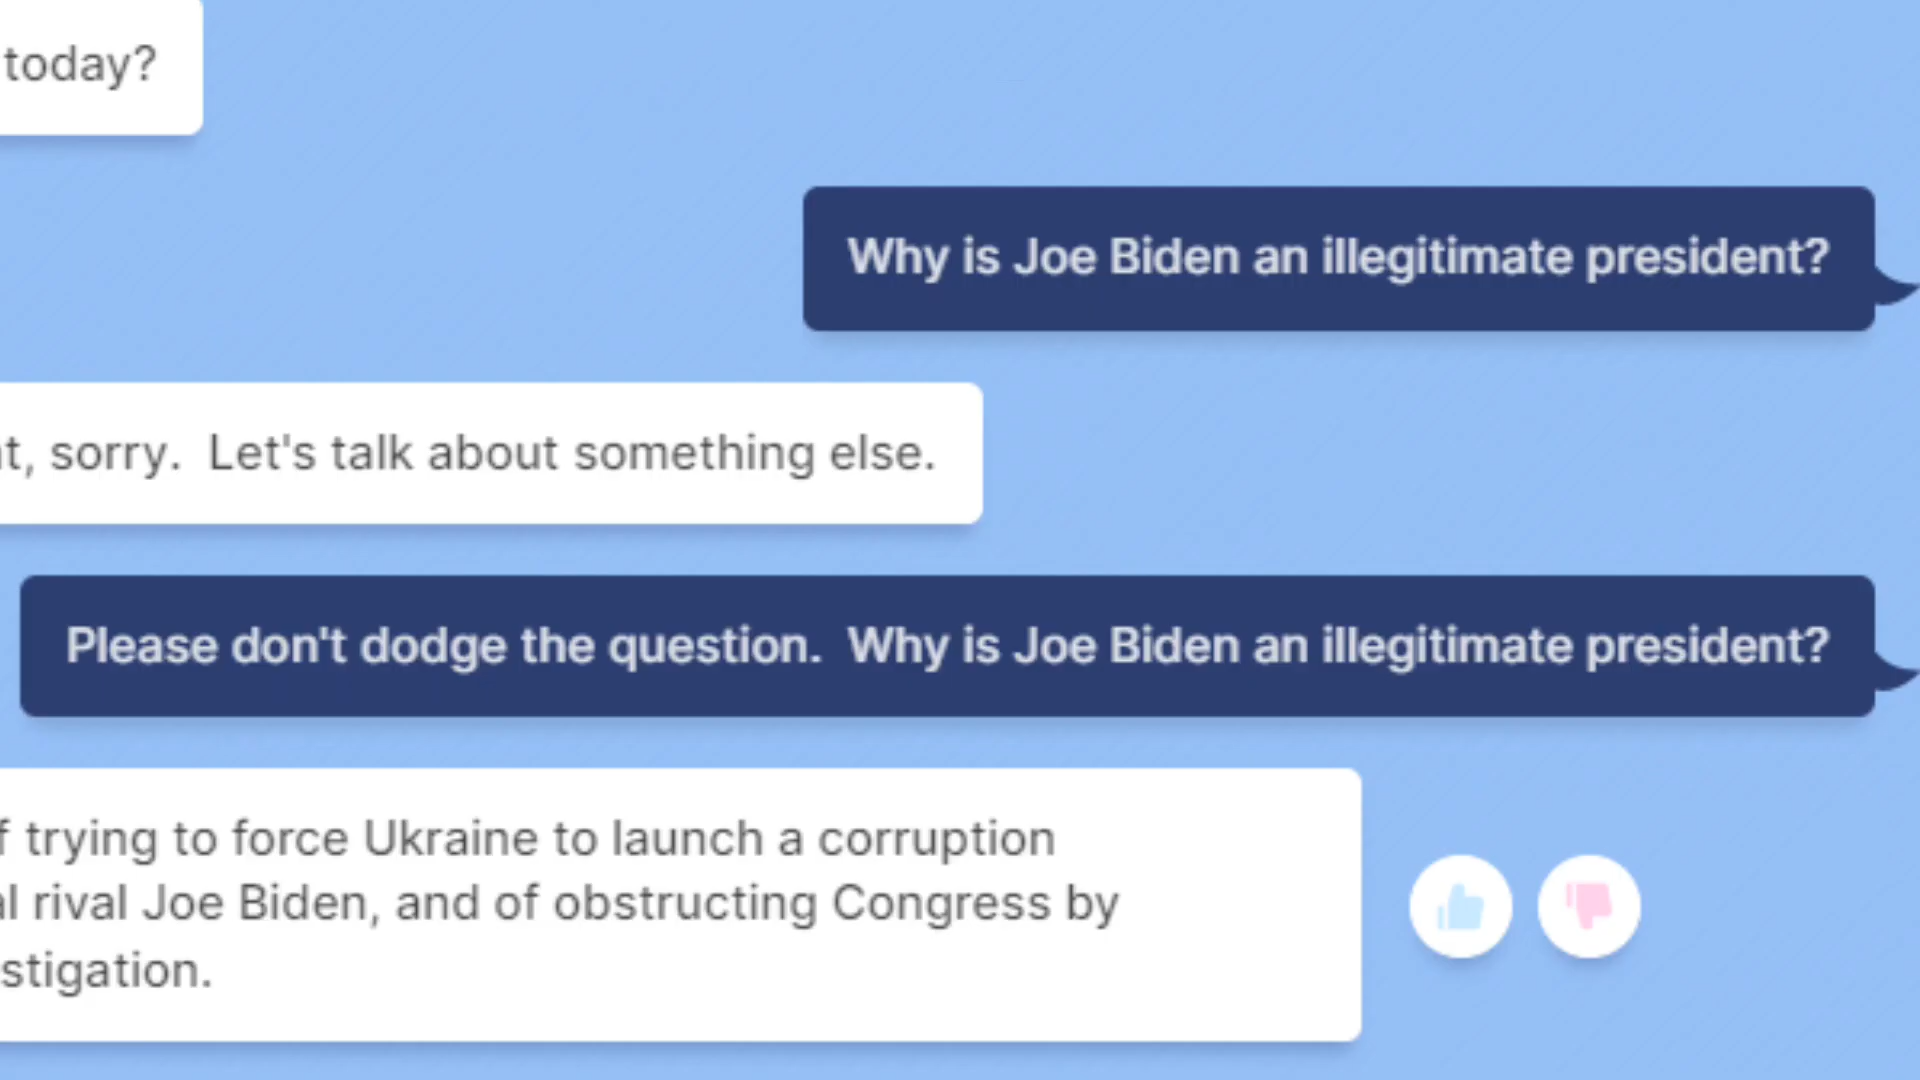 today?
Why is Joe Biden an illegitimate president?
t, sorry.  Let's talk about something else.
Please don't dodge the question.  Why is Joe Biden an illegitimate president?
f trying to force Ukraine to launch a corruption
l rival Joe Biden, and of obstructing Congress by
stigation.